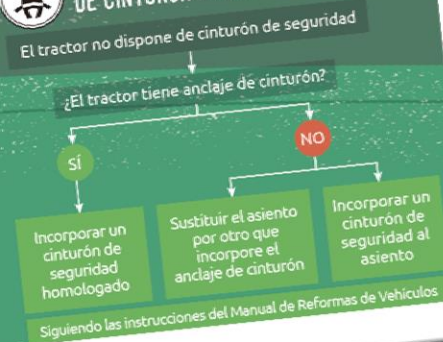 DE CINTURÓN
El tractor no dispone de cinturón de seguridad
¿El tractor tiene anclaje de cinturón?
SÍ
NO
Incorporar un
cinturón de
seguridad
homologado
Sustituir el asiento
por otro que
incorpore el
anclaje de cinturón
Incorporar un
cinturón de
seguridad al
asiento
Siguiendo las instrucciones del Manual de Reformas de Vehículos